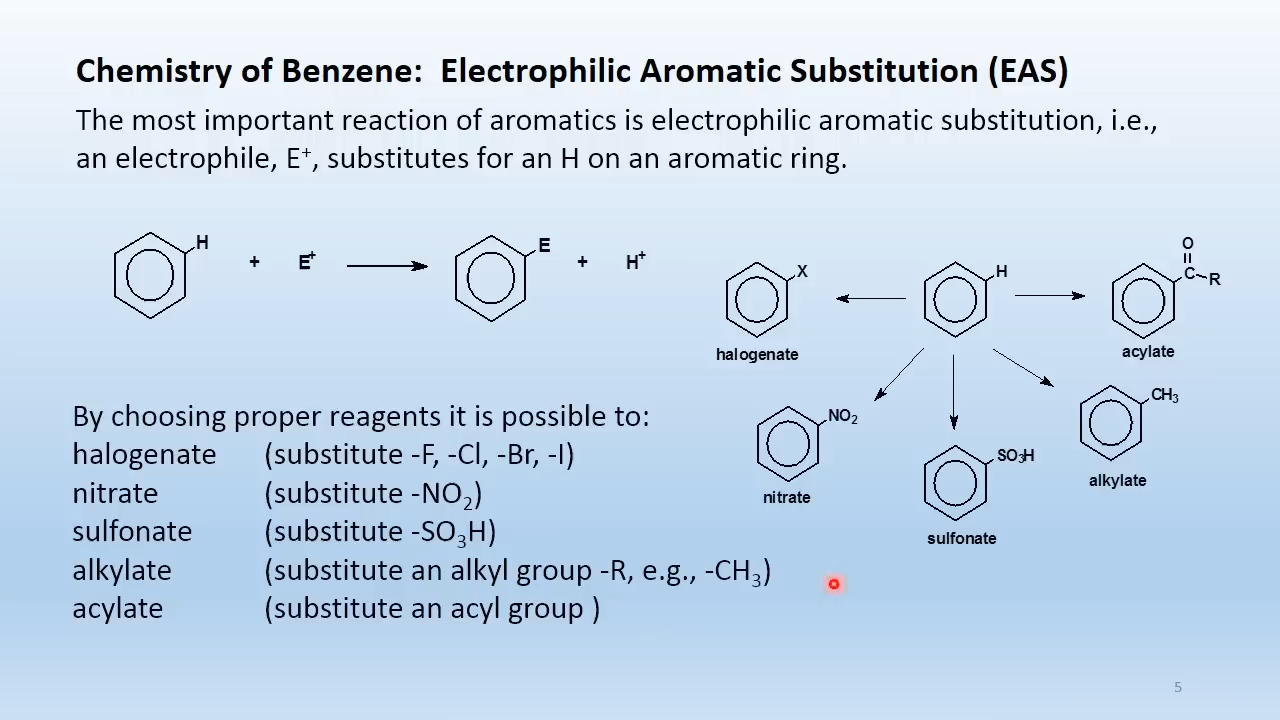 Chemistry of Benzene: Electrophilic Aromatic Substitution (EAS)
The most important reaction of aromatics is electrophilic aromatic substitution, i.e.,
an electrophile, E⁺, substitutes for an H on an aromatic ring.
H + E⁺ E + H⁺
X H O
C R
halogenate acylate
NO₂ CH₃
SO₃H
nitrate alkylate
sulfonate
By choosing proper reagents it is possible to:
halogenate (substitute -F, -Cl, -Br, -I)
nitrate (substitute -NO₂)
sulfonate (substitute -SO₃H)
alkylate (substitute an alkyl group -R, e.g., -CH₃)
acylate (substitute an acyl group )
5